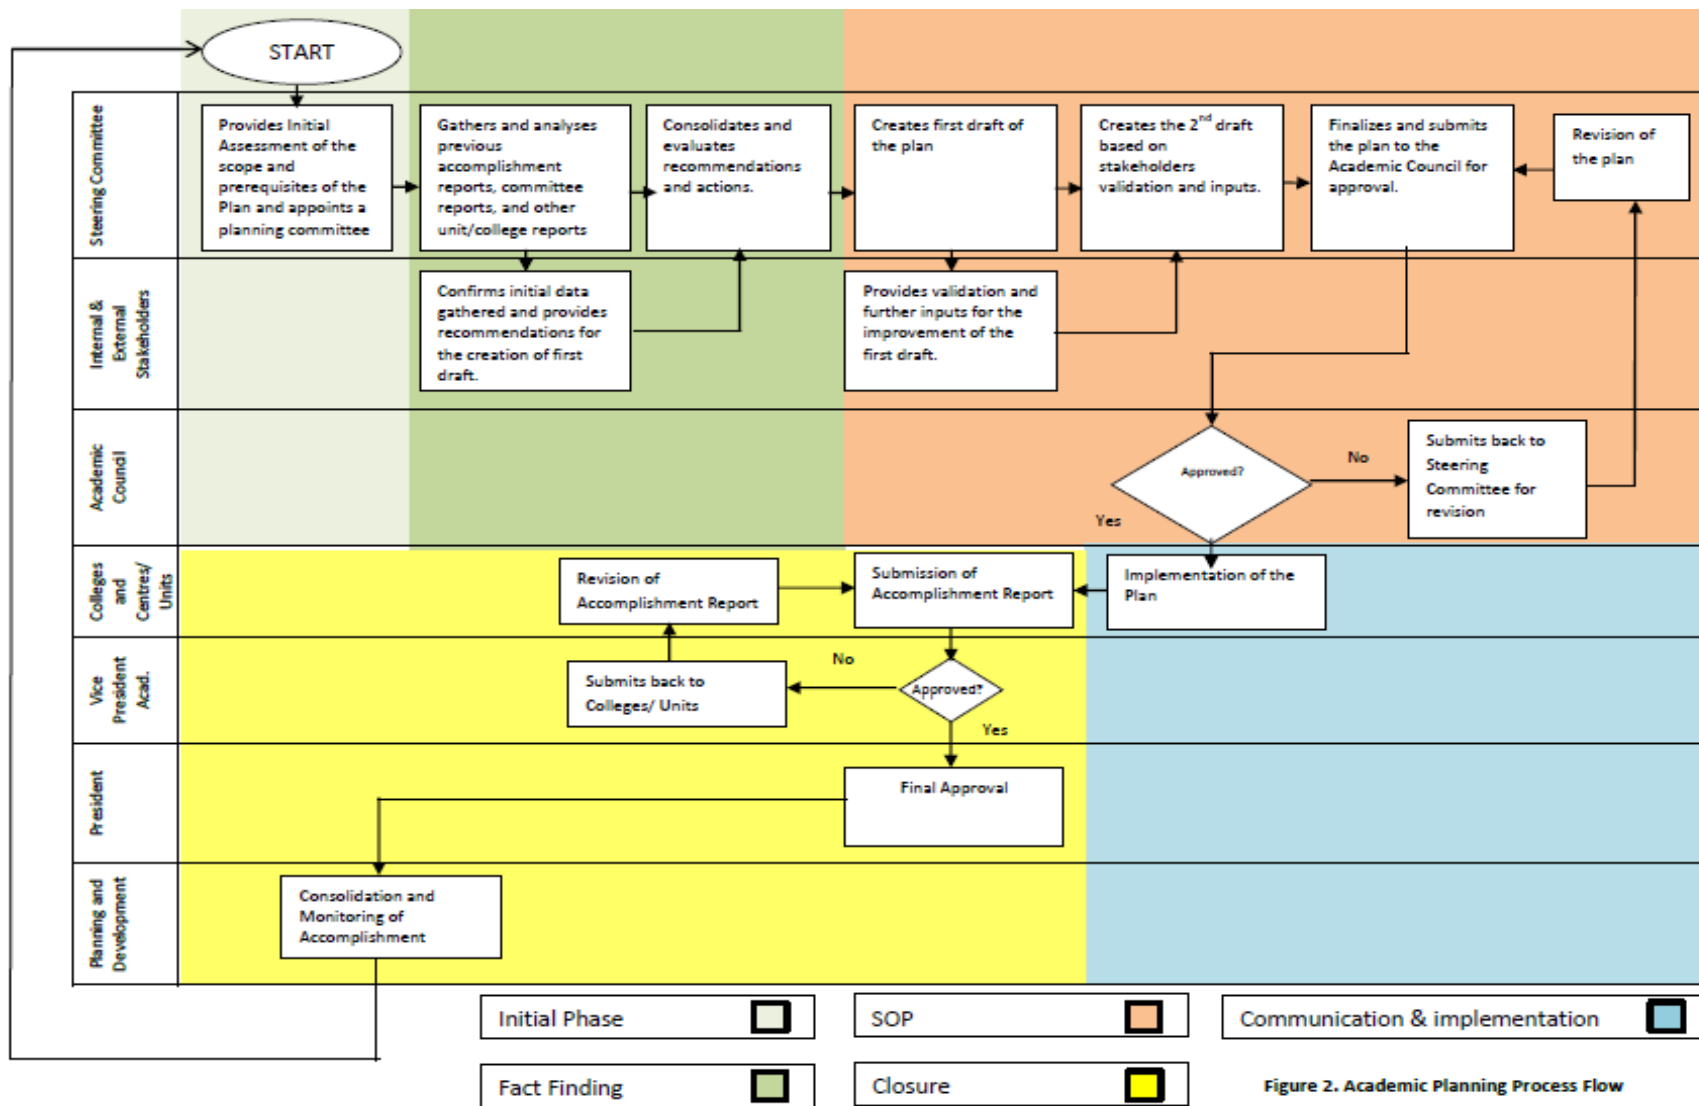 START
Steering Committee
Provides Initial
Assessment of the
scope and
prerequisites of the
Plan and appoints a
planning committee
Gathers and analyses
previous
accomplishment
reports, committee
reports, and other
unit/college reports
Consolidates and
evaluates
recommendations
and actions.
Creates first draft of
the plan
Creates the 2nd draft
based on
stakeholders
validation and inputs.
Finalizes and submits
the plan to the
Academic Council for
approval.
Revision of
the plan
Internal &
External
Stakeholders
Confirms initial data
gathered and provides
recommendations for
the creation of first
draft.
Provides validation and
further inputs for the
improvement of the
first draft.
Academic
Council
Approved?
No
Submits back to
Steering
Committee for
revision
Yes
Colleges
and
Centres/
Units
Revision of
Accomplishment Report
Submission of
Accomplishment Report
Implementation of the
Plan
Vice
President
Acad.
Submits back to
Colleges/ Units
No
Approved?
Yes
President
Final Approval
Planning and
Development
Consolidation and
Monitoring of
Accomplishment
Initial Phase
SOP
Communication & implementation
Fact Finding
Closure
Figure 2. Academic Planning Process Flow